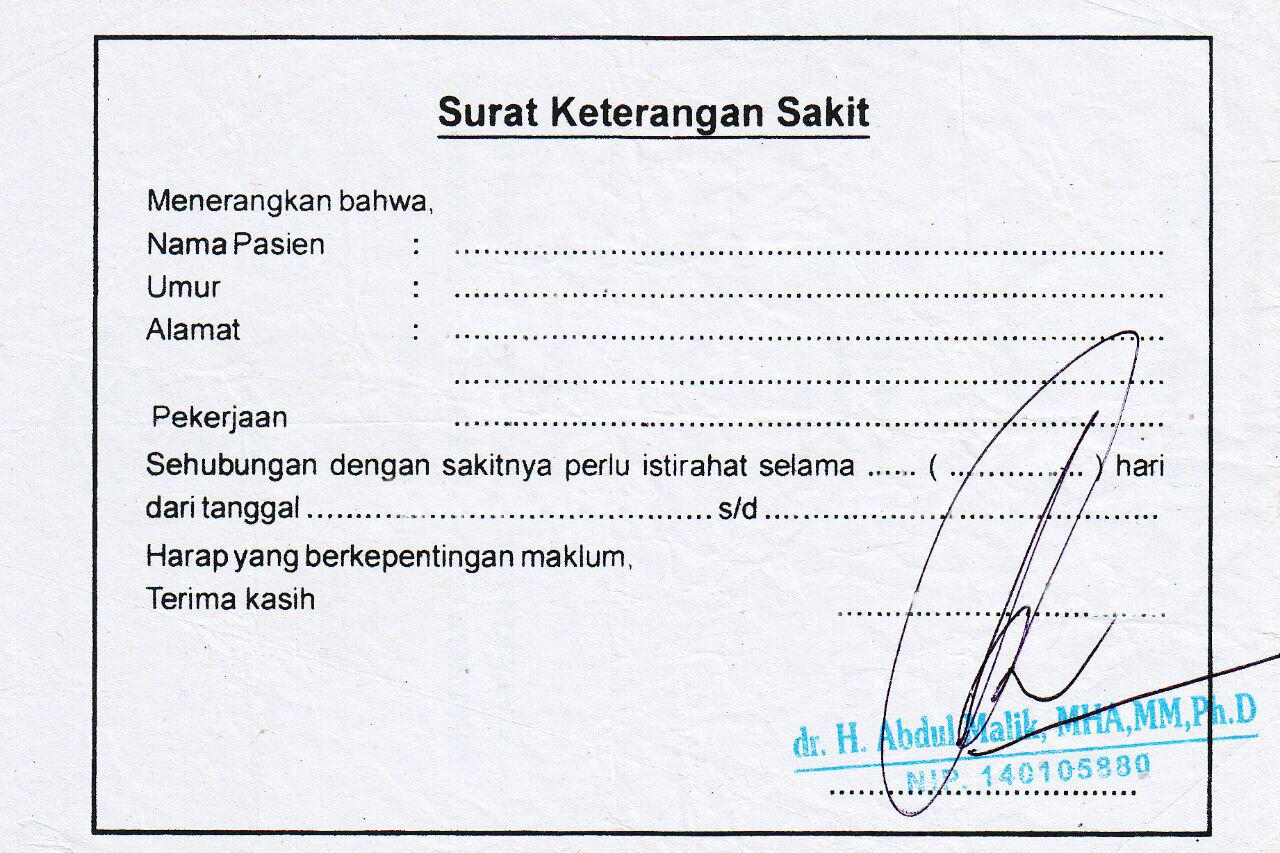 Surat Keterangan Sakit
Menerangkan bahwa,
Nama Pasien : ..............................
Umur : ..............................
Alamat : ..............................
..............................
Pekerjaan ..............................
Sehubungan dengan sakitnya perlu istirahat selama ...... ( ............... ) hari
dari tanggal .............................. s/d ..............................
Harap yang berkepentingan maklum,
Terima kasih
..............................
dr. H. Abdul Malik, MHA,MM,Ph.D
NIP. 140105880